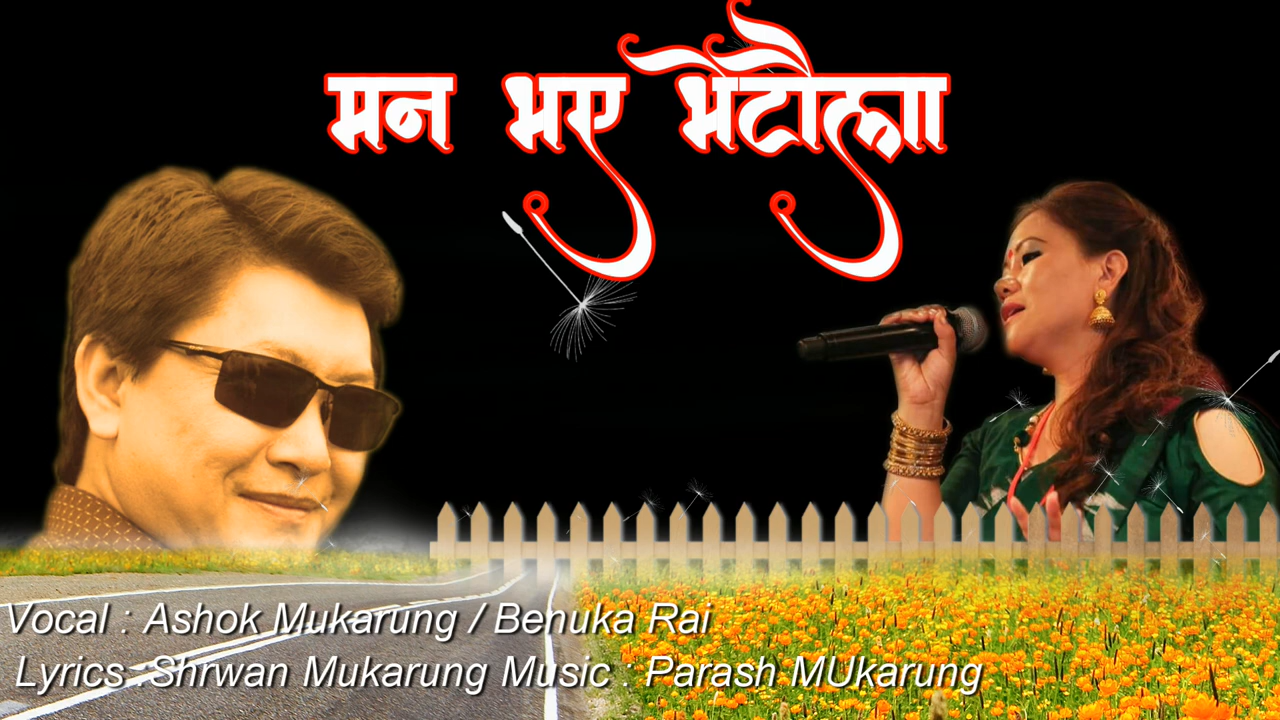 मन भए भेटौला
Vocal : Ashok Mukarung / Benuka Rai
Lyrics : Shrwan Mukarung Music : Parash MUkarung